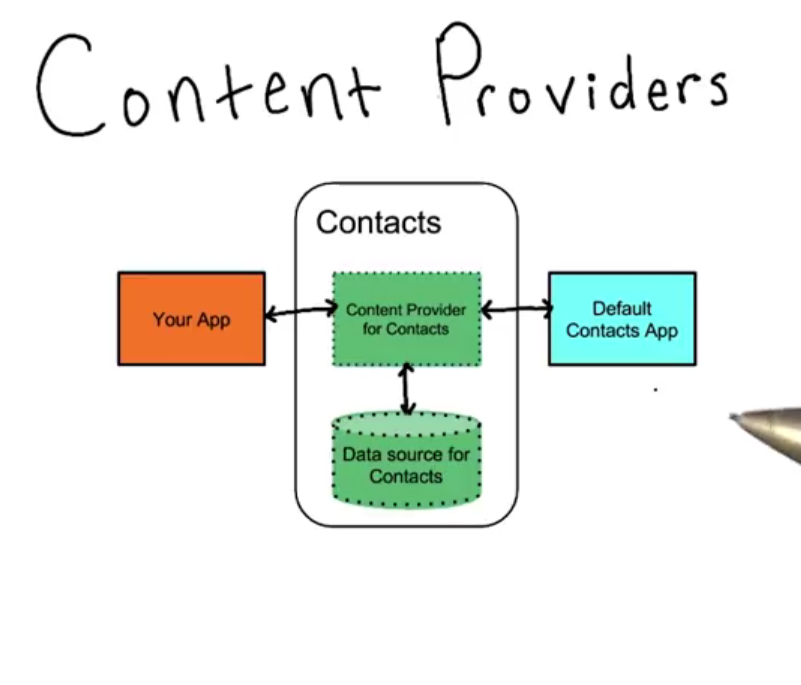 Content Providers
Contacts
Your App
Content Provider
for Contacts
Default
Contacts App
Data source for
Contacts